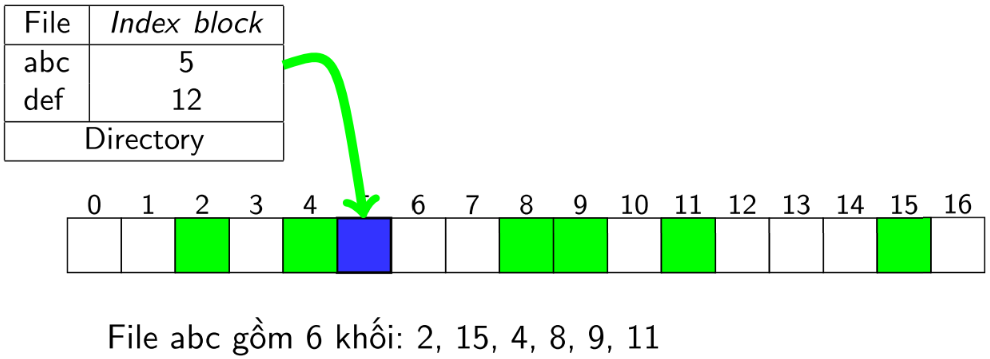 File Index block
abc 5
def 12
Directory
0 1 2 3 4 6 7 8 9 10 11 12 13 14 15 16
File abc gồm 6 khối: 2, 15, 4, 8, 9, 11